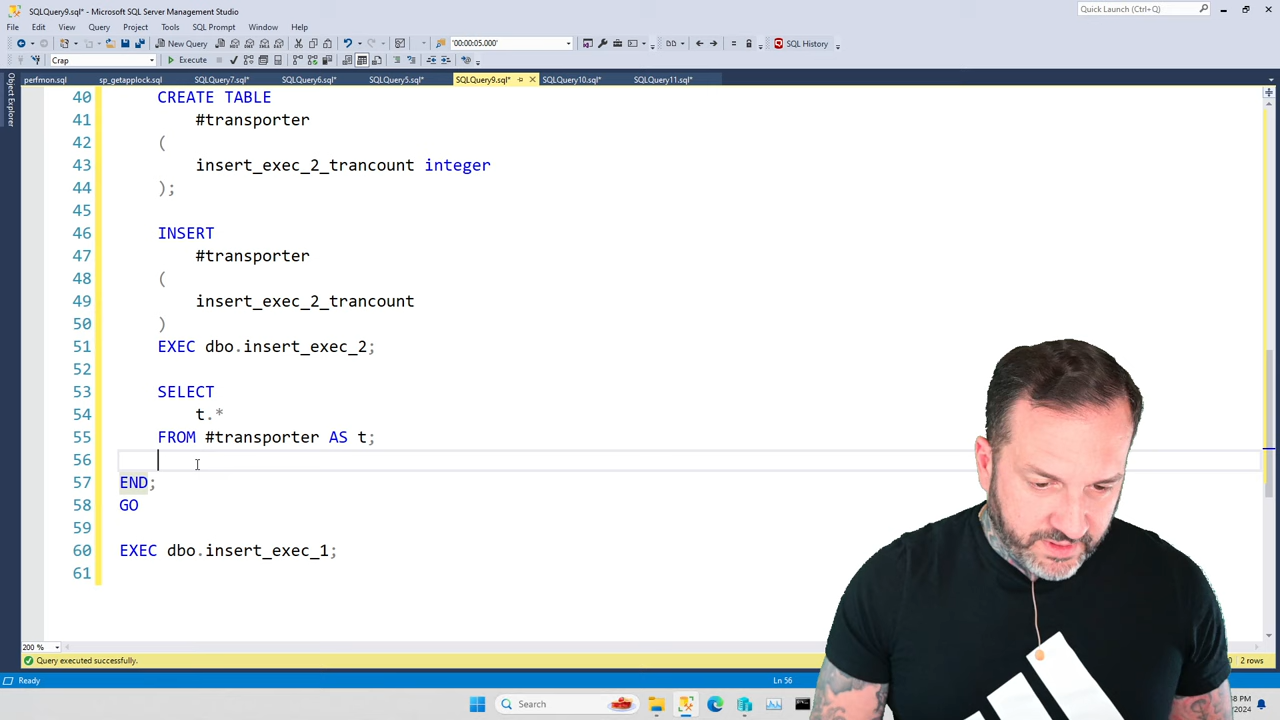 SQLQuery9.sql* - Microsoft SQL Server Management Studio
Quick Launch (Ctrl+Q)
File Edit View Query Project Tools SQL Prompt Window Help
New Query '00:00:05.000' SQL History
Crap Execute
perfmon.sql sp_getapplock.sql SQLQuery7.sql* SQLQuery6.sql* SQLQuery5.sql* SQLQuery9.sql* SQLQuery10.sql* SQLQuery11.sql*
Object Explorer
40 CREATE TABLE
41 #transporter
42 (
43 insert_exec_2_trancount integer
44 );
45
46 INSERT
47 #transporter
48 (
49 insert_exec_2_trancount
50 )
51 EXEC dbo.insert_exec_2;
52
53 SELECT
54 t.*
55 FROM #transporter AS t;
56
57 END;
58 GO
59
60 EXEC dbo.insert_exec_1;
61
200 %
Query executed successfully. 2 rows
Ready Ln 56
Search